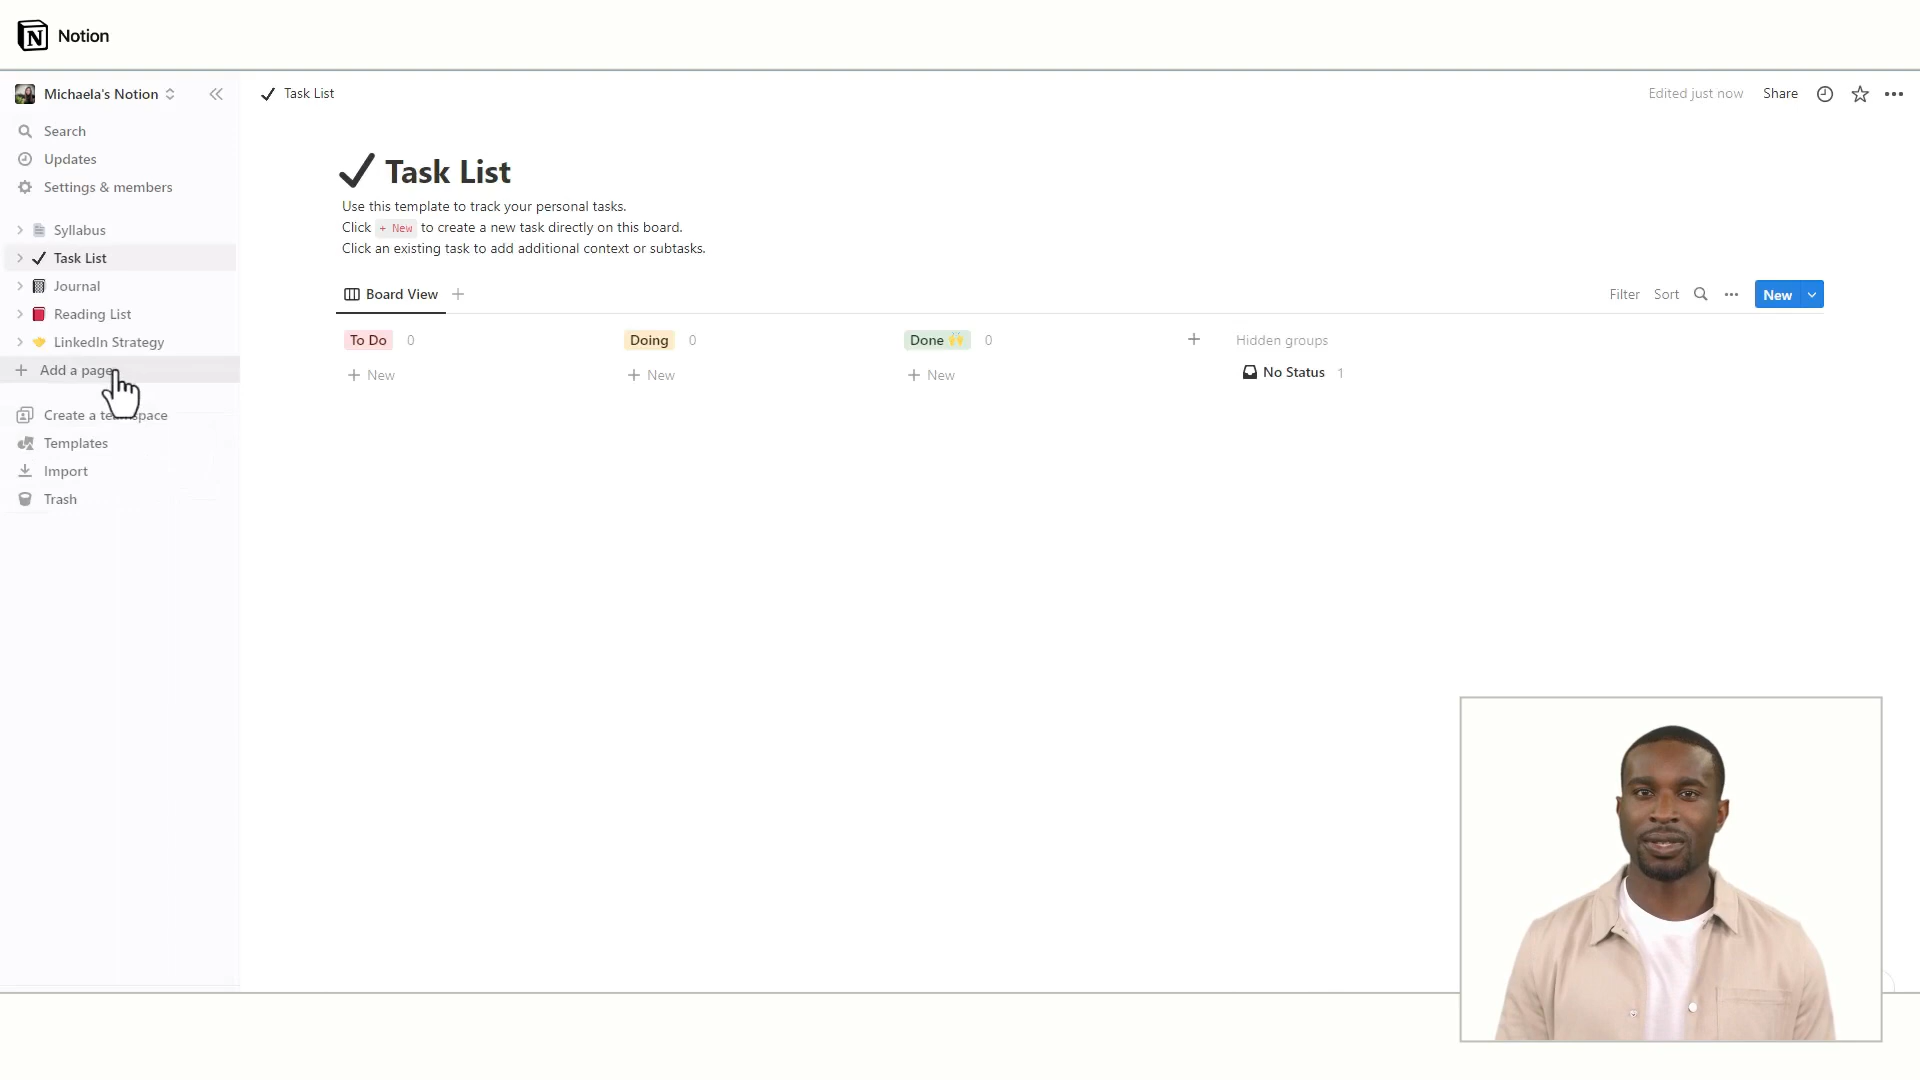 Notion
Michaela's Notion
Search
Updates
Settings & members
Syllabus
Task List
Journal
Reading List
LinkedIn Strategy
Add a page
Create a teamspace
Templates
Import
Trash
Task List
Edited just now
Share
Task List
Use this template to track your personal tasks.
Click + New to create a new task directly on this board.
Click an existing task to add additional context or subtasks.
Board View
Filter Sort
New
To Do 0
Doing 0
Done 🙌 0
Hidden groups
+ New
+ New
+ New
No Status 1